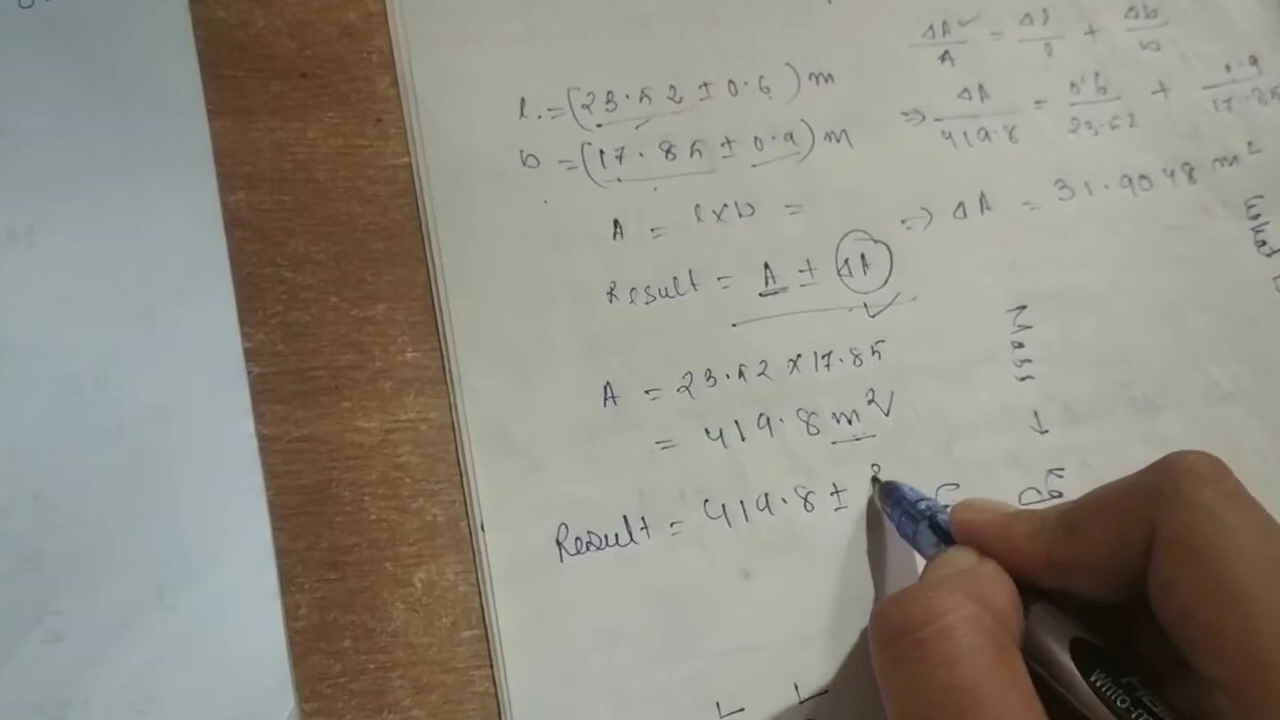 l. = (23.52 ± 0.6) m
b = (17.85 ± 0.9) m
A = l×b =
Result = A ± ΔA
A = 23.52 × 17.85
= 419.8 m²
Result = 419.8 ±
ΔA/A = Δl/l + Δb/b
⇒ ΔA/419.8 = 0.6/23.52 + 0.9/17.85
⇒ ΔA = 31.9048 m²
What
Mass → Kg